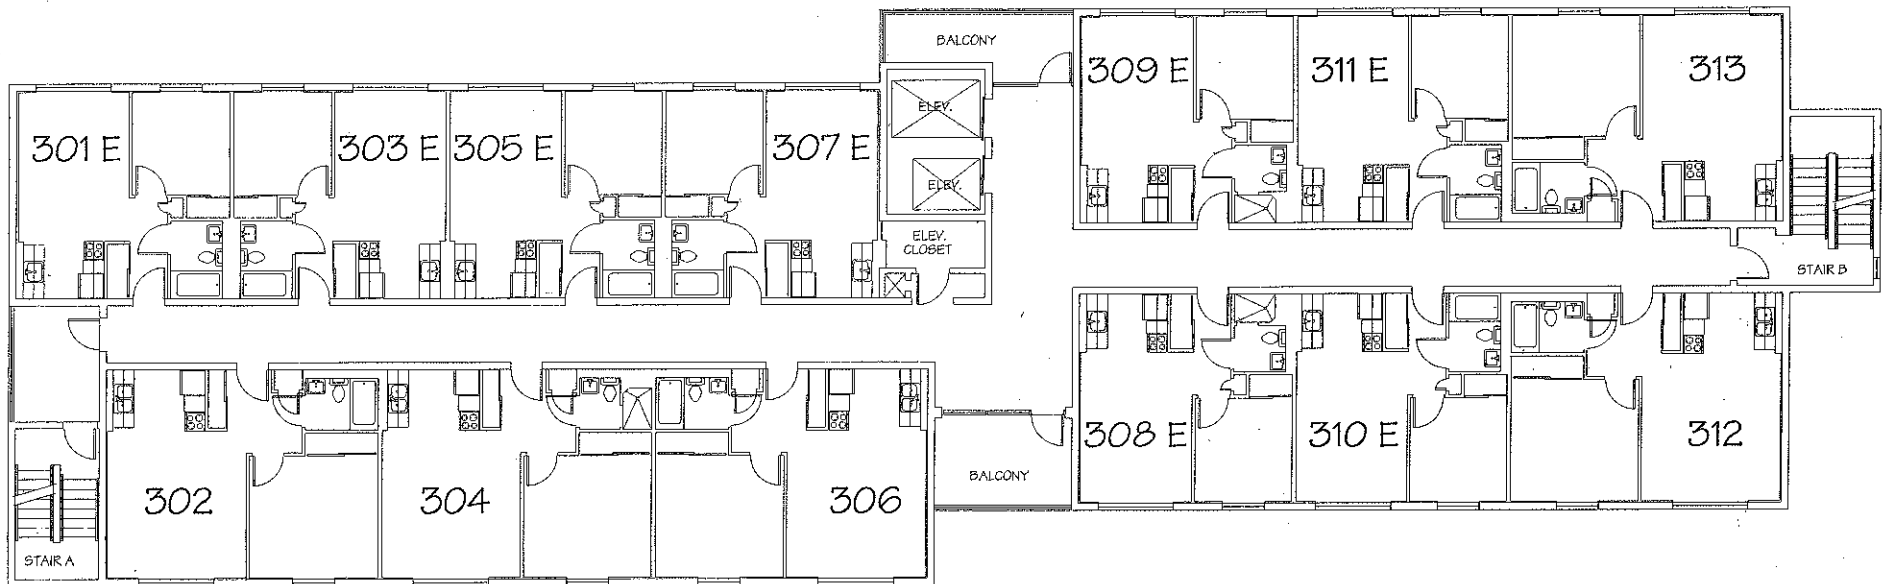 BALCONY
309 E
311 E
313
ELEV.
301 E
303 E
305 E
307 E
ELEV.
ELEV.
CLOSET
STAIR B
308 E
310 E
312
BALCONY
302
304
306
STAIR A